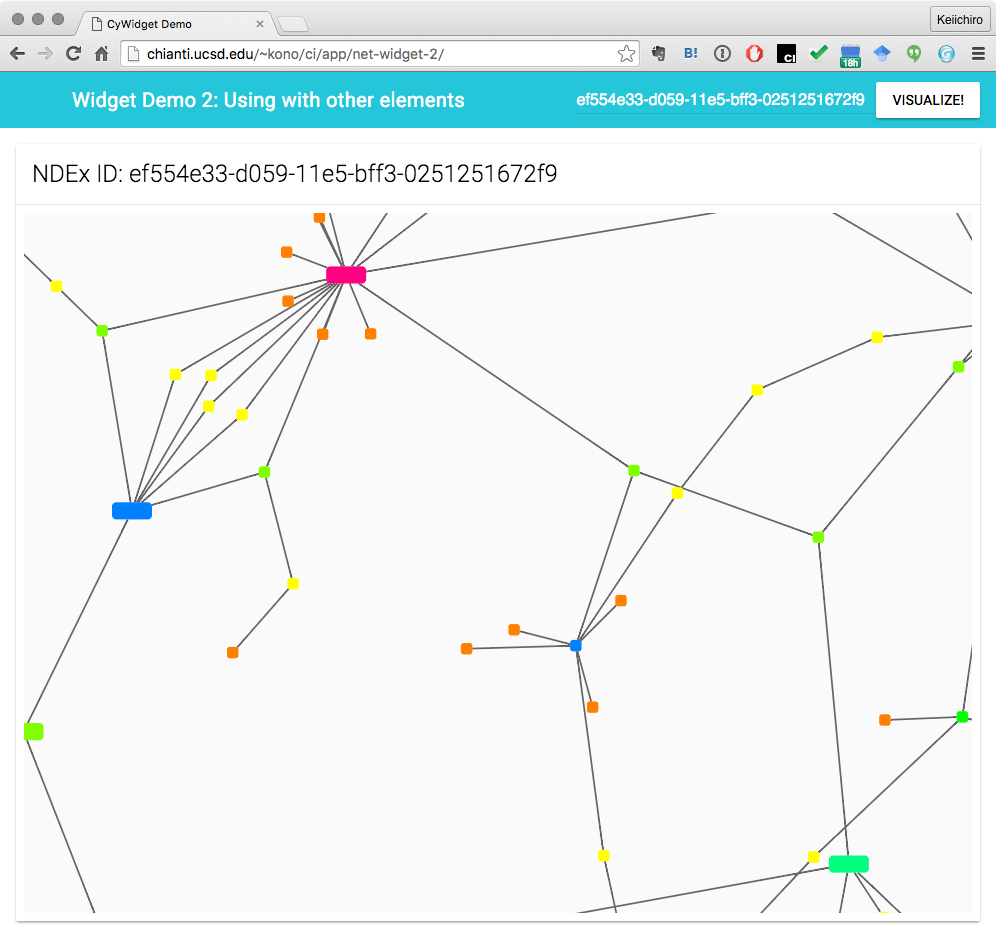 CyWidget Demo
Keiichiro
chianti.ucsd.edu/~kono/ci/app/net-widget-2/
B!
CI
18h
Widget Demo 2: Using with other elements
ef554e33-d059-11e5-bff3-0251251672f9
VISUALIZE!
NDEx ID: ef554e33-d059-11e5-bff3-0251251672f9